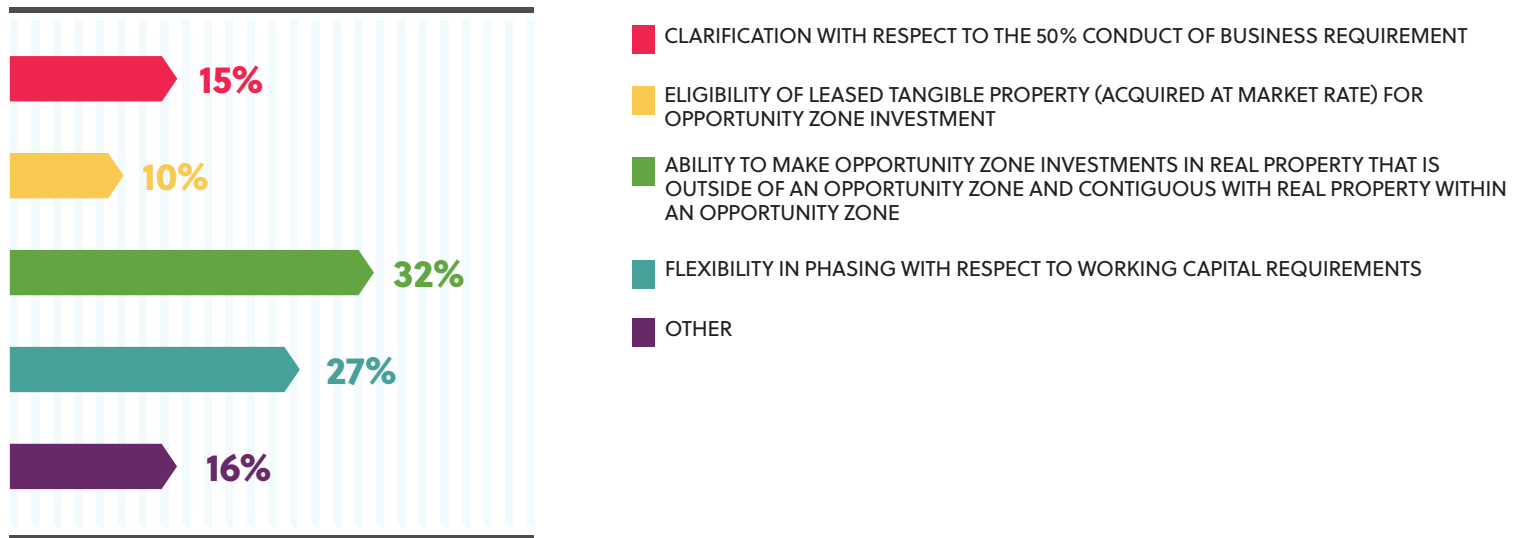 15%
10%
32%
27%
16%
CLARIFICATION WITH RESPECT TO THE 50% CONDUCT OF BUSINESS REQUIREMENT
ELIGIBILITY OF LEASED TANGIBLE PROPERTY (ACQUIRED AT MARKET RATE) FOR
OPPORTUNITY ZONE INVESTMENT
ABILITY TO MAKE OPPORTUNITY ZONE INVESTMENTS IN REAL PROPERTY THAT IS
OUTSIDE OF AN OPPORTUNITY ZONE AND CONTIGUOUS WITH REAL PROPERTY WITHIN
AN OPPORTUNITY ZONE
FLEXIBILITY IN PHASING WITH RESPECT TO WORKING CAPITAL REQUIREMENTS
OTHER